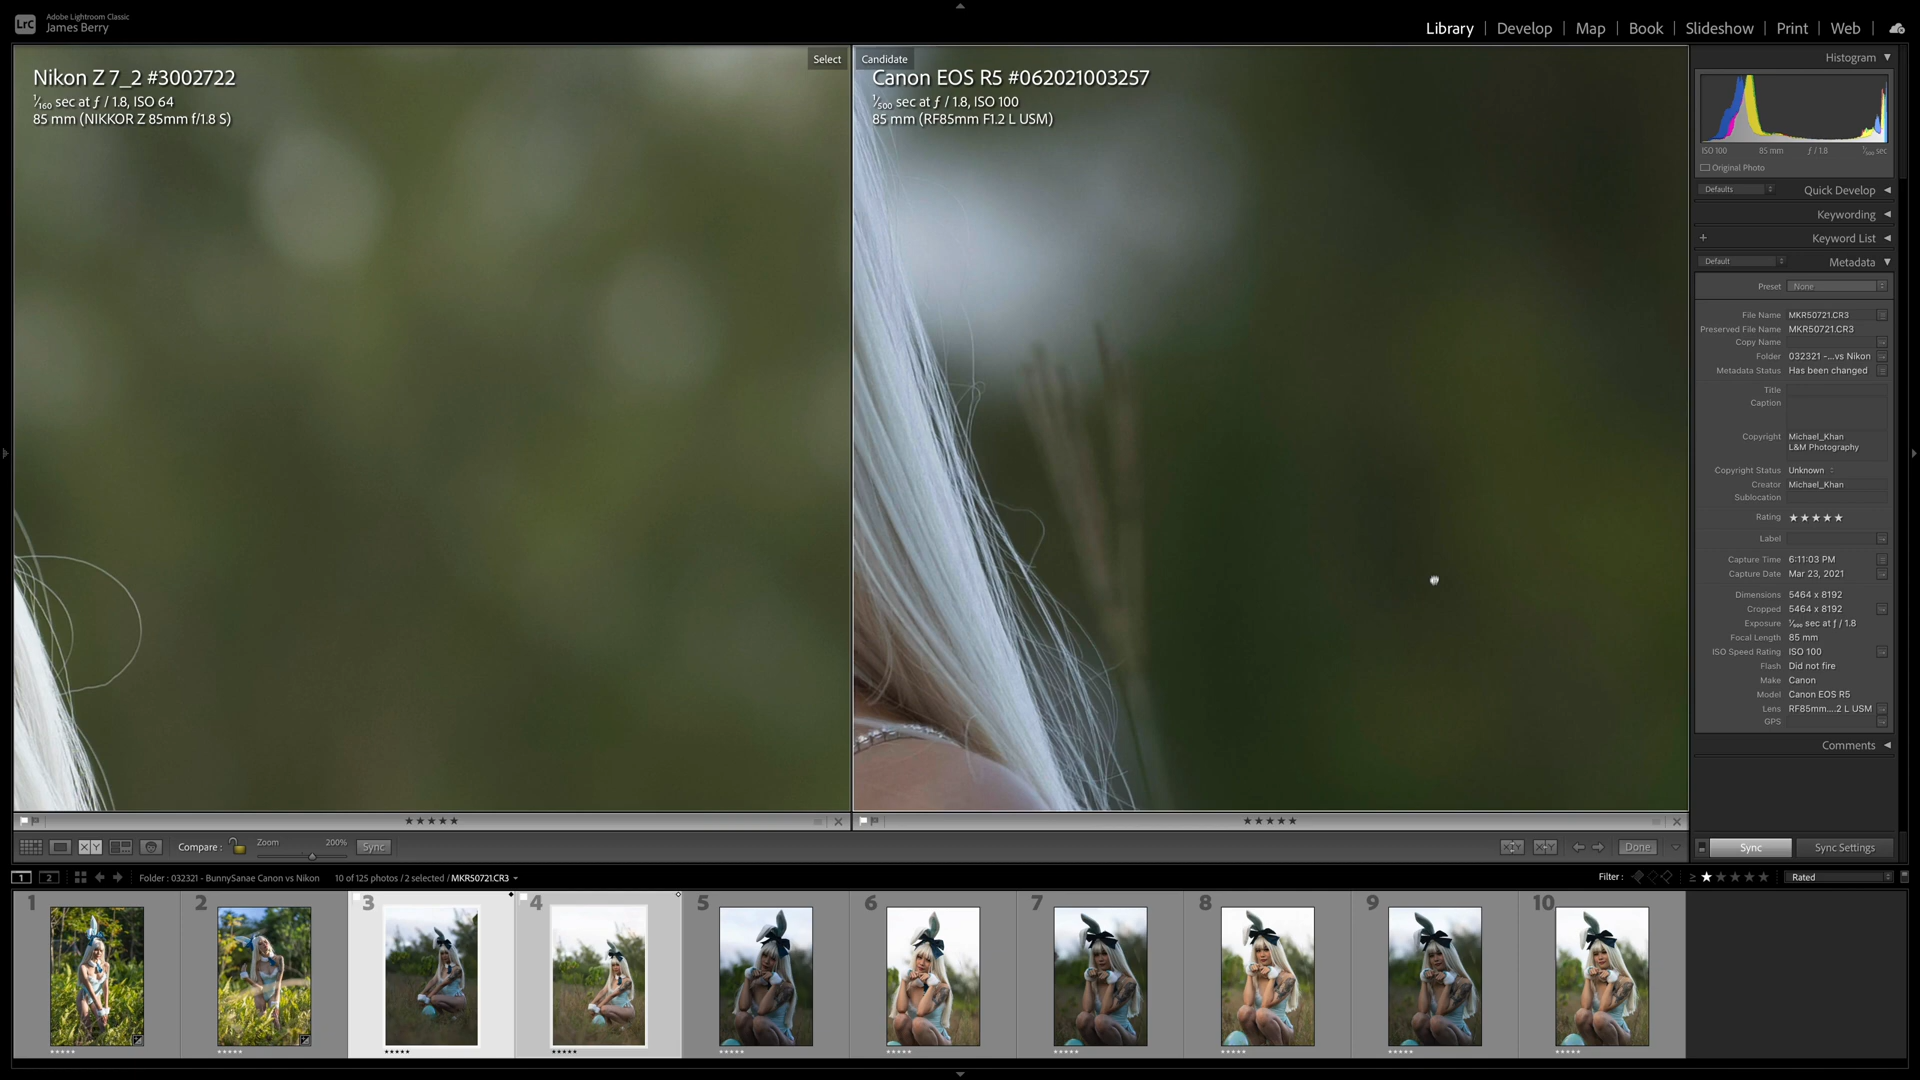 Lrc
Adobe Lightroom Classic
James Berry
Library | Develop | Map | Book | Slideshow | Print | Web
Nikon Z 7_2 #3002722
1/160 sec at ƒ / 1.8, ISO 64
85 mm (NIKKOR Z 85mm f/1.8 S)
Select
Candidate
Canon EOS R5 #062021003257
1/500 sec at ƒ / 1.8, ISO 100
85 mm (RF85mm F1.2 L USM)
Histogram
ISO 100 85 mm ƒ / 1.8 1/500 sec
Original Photo
Defaults Quick Develop
Keywording
+ Keyword List
Default Metadata
Preset None
File Name MKR50721.CR3
Preserved File Name MKR50721.CR3
Copy Name
Folder 032321 -...vs Nikon
Metadata Status Has been changed
Title
Caption
Copyright Michael_Khan
L&M Photography
Copyright Status Unknown
Creator Michael_Khan
Sublocation
Rating ★★★★★
Label
Capture Time 6:11:03 PM
Capture Date Mar 23, 2021
Dimensions 5464 x 8192
Cropped 5464 x 8192
Exposure 1/500 sec at ƒ / 1.8
Focal Length 85 mm
ISO Speed Rating ISO 100
Flash Did not fire
Make Canon
Model Canon EOS R5
Lens RF85mm....2 L USM
GPS
Comments
XY Compare : Zoom 200% Sync
Done
Sync Sync Settings
1 2 Folder : 032321 - BunnySanae Canon vs Nikon 10 of 125 photos / 2 selected / MKR50721.CR3
Filter : ≥ ★★★★★ Rated
1 2 3 4 5 6 7 8 9 10